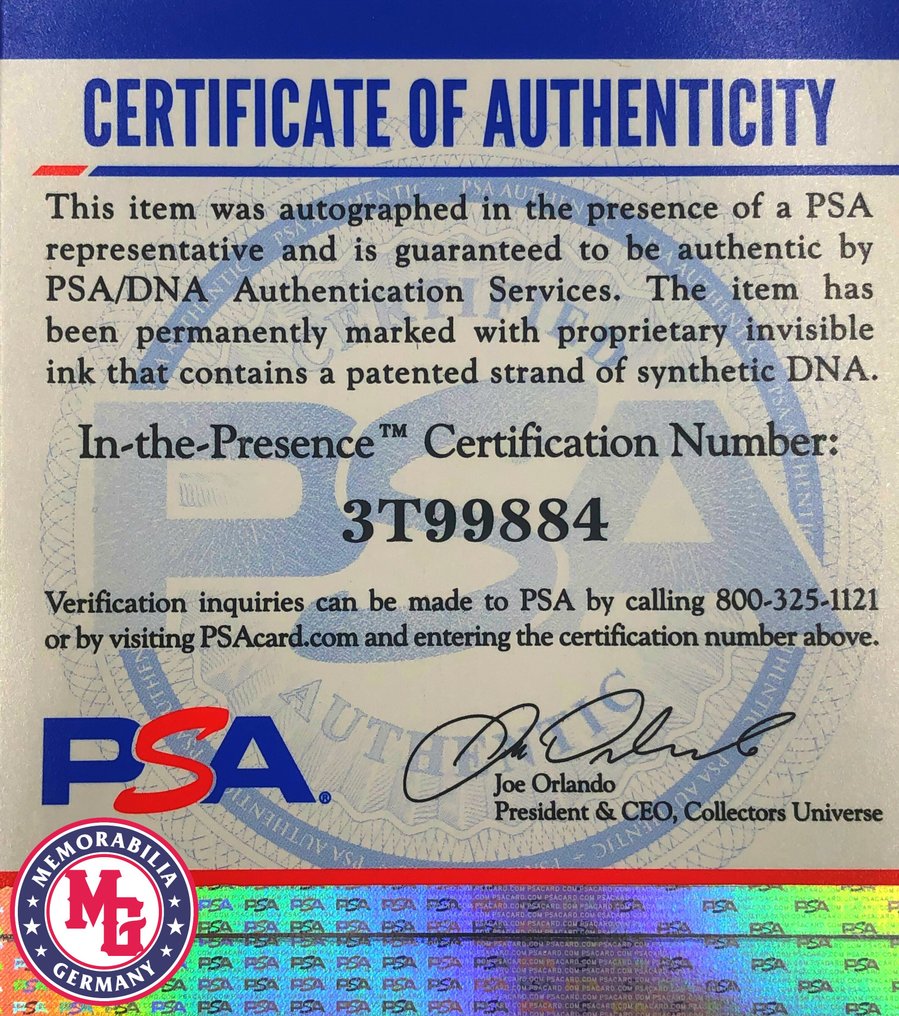 CERTIFICATE OF AUTHENTICITY
This item was autographed in the presence of a PSA
representative and is guaranteed to be authentic by
PSA/DNA Authentication Services. The item has
been permanently marked with proprietary invisible
ink that contains a patented strand of synthetic DNA.
In-the-Presence™ Certification Number:
3T99884
Verification inquiries can be made to PSA by calling 800-325-1121
or by visiting PSAcard.com and entering the certification number above.
CERTIFIED
PSA
AUTHENTIC
PSA®
Joe Orlando
President & CEO, Collectors Universe
MEMORABILIA
MG
GERMANY